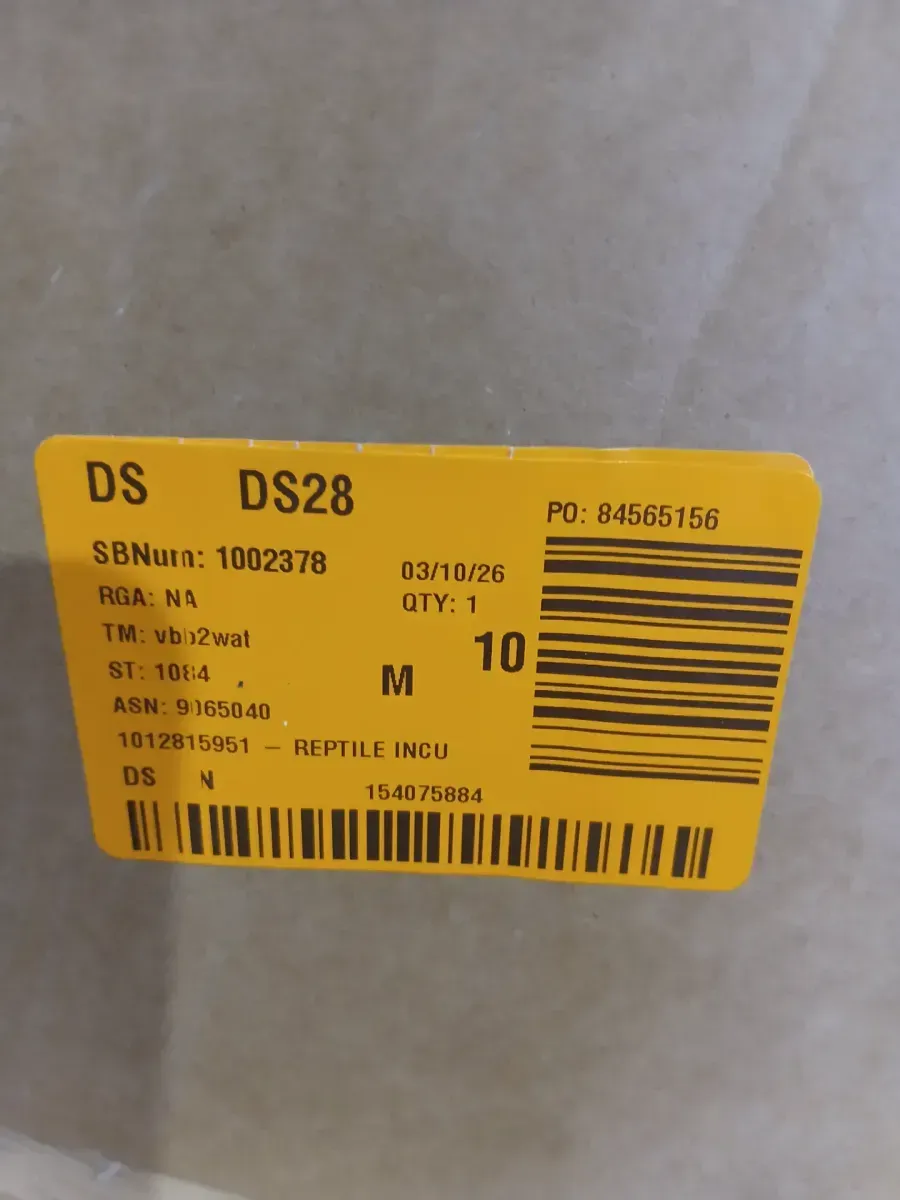 DS DS28
PO: 84565156
SBNum: 1002378
03/10/26
RGA: NA
QTY: 1
TM: vbb2wat
10
ST: 1084
M
ASN: 9065040
1012815951 – REPTILE INCU
DS N
154075884